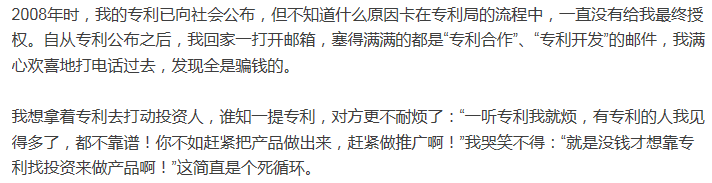 2008年时，我的专利已向社会公布，但不知道什么原因卡在专利局的流程中，一直没有给我最终授
权。自从专利公布之后，我回家一打开邮箱，塞得满满的都是“专利合作”、“专利开发”的邮件，我满
心欢喜地打电话过去，发现全是骗钱的。
我想拿着专利去打动投资人，谁知一提专利，对方更不耐烦了：“一听专利我就烦，有专利的人我见
得多了，都不靠谱！你不如赶紧把产品做出来，赶紧做推广啊！”我哭笑不得：“就是没钱才想靠专
利找投资来做产品啊！”这简直是个死循环。